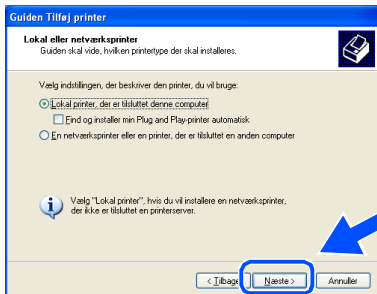 Guiden Tilføj printer
Lokal eller netværksprinter
Guiden skal vide, hvilken printertype der skal installeres.
Vælg indstillingen, der beskriver den printer, du vil bruge:
Lokal printer, der er tilsluttet denne computer
Find og installer min Plug and Play-printer automatisk
En netværksprinter eller en printer, der er tilsluttet en anden computer
Vælg "Lokal printer", hvis du vil installere en netværksprinter,
der ikke er tilsluttet en printerserver.
< Tilbage Næste > Annuller